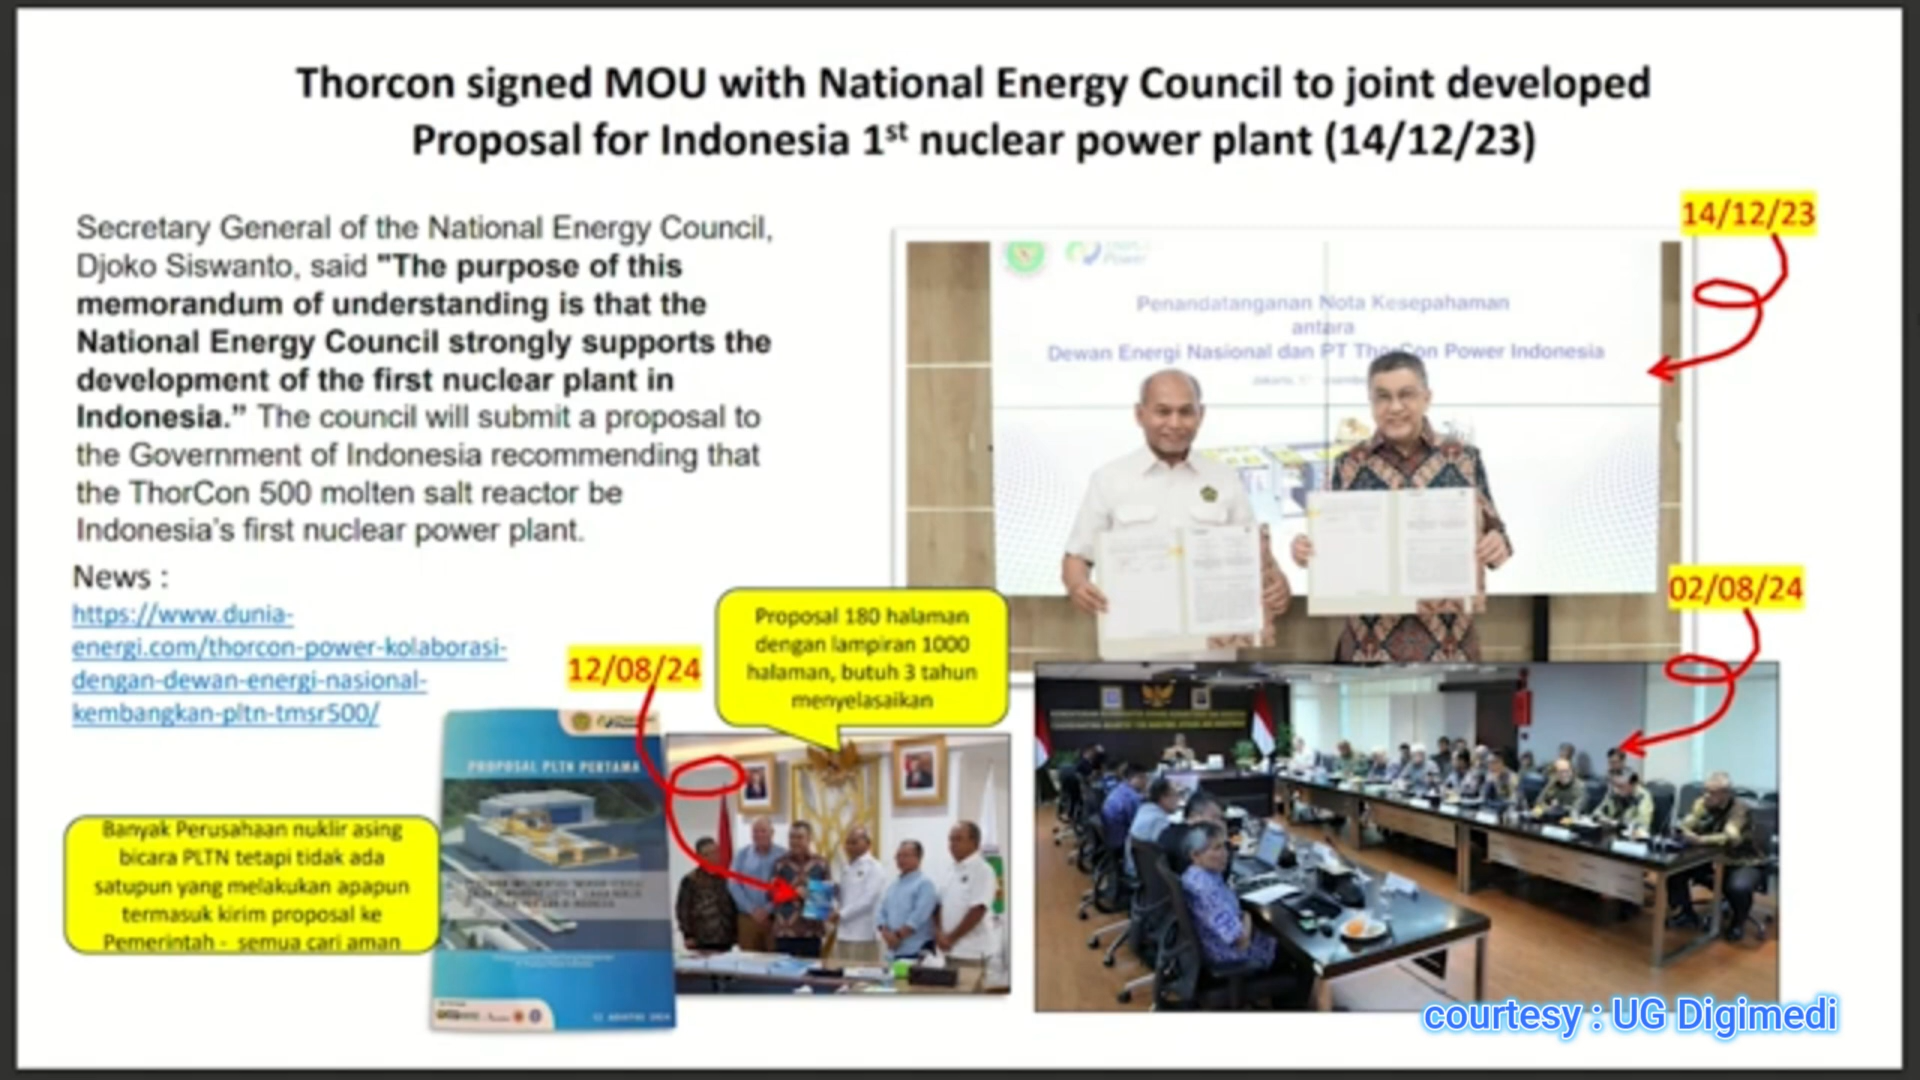 Thorcon signed MOU with National Energy Council to joint developed
Proposal for Indonesia 1st nuclear power plant (14/12/23)
Secretary General of the National Energy Council,
Djoko Siswanto, said "The purpose of this
memorandum of understanding is that the
National Energy Council strongly supports the
development of the first nuclear plant in
Indonesia.” The council will submit a proposal to
the Government of Indonesia recommending that
the ThorCon 500 molten salt reactor be
Indonesia's first nuclear power plant.
News :
https://www.dunia-
energi.com/thorcon-power-kolaborasi-
dengan-dewan-energi-nasional-
kembangkan-pltn-tmsr500/
14/12/23
Power
Penandatanganan Nota Kesepahaman
antara
Dewan Energi Nasional dan PT ThorCon Power Indonesia
02/08/24
12/08/24
Proposal 180 halaman
dengan lampiran 1000
halaman, butuh 3 tahun
menyelesaikan
PROPOSAL PLTN PERTAMA
Banyak Perusahaan nuklir asing
bicara PLTN tetapi tidak ada
satupun yang melakukan apapun
termasuk kirim proposal ke
Pemerintah - semua cari aman
courtesy : UG Digimedi